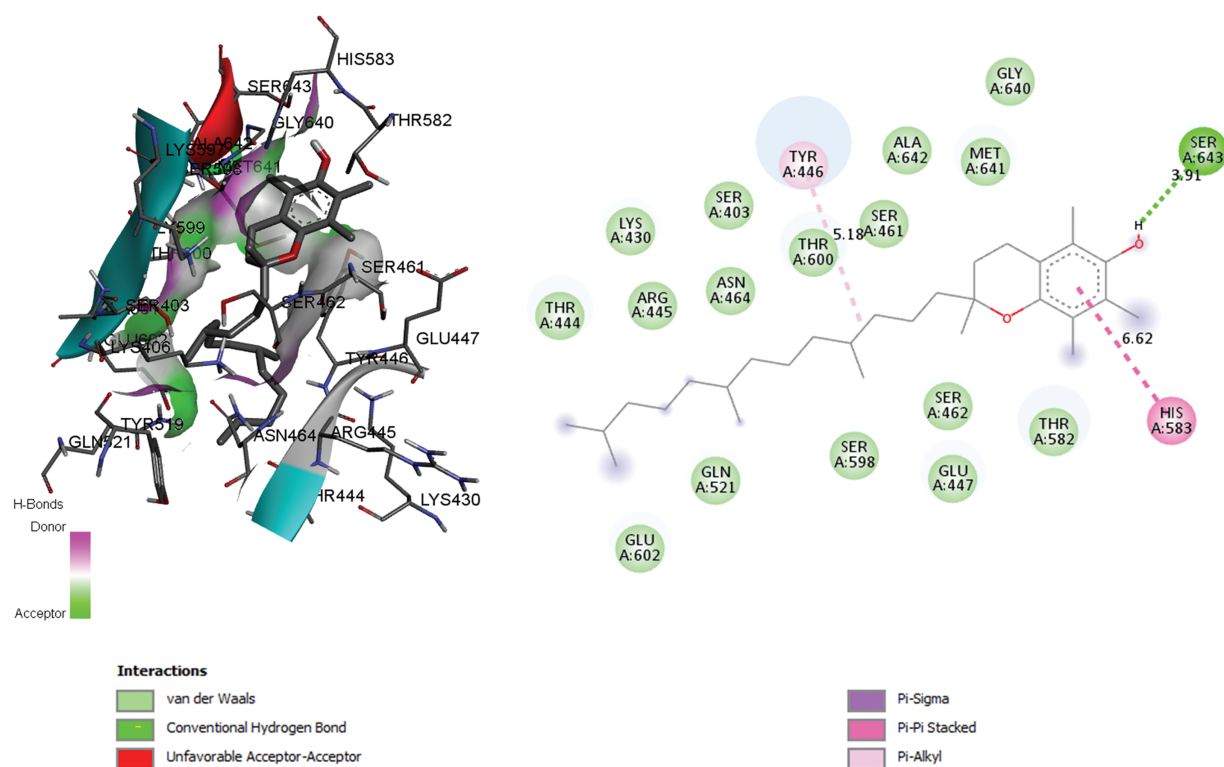 HIS583
SER643
GLY640
THR582
LYS597
ALA642
MET641
SER461
SER403
SER462
GLU447
LYS406
TYR446
TYR519
GLN521
ASN464
ARG445
LYS430
H-Bonds
Donor
Acceptor
GLY
A:640
SER
A:643
3.91
ALA
A:642
MET
A:641
TYR
A:446
SER
A:403
LYS
A:430
SER
A:461
THR
A:600
5.18
H
O
ASN
A:464
ARG
A:445
THR
A:444
O
6.62
SER
A:462
THR
A:582
HIS
A:583
SER
A:598
GLU
A:447
GLN
A:521
GLU
A:602
Interactions
van der Waals
Conventional Hydrogen Bond
Unfavorable Acceptor-Acceptor
Pi-Sigma
Pi-Pi Stacked
Pi-Alkyl